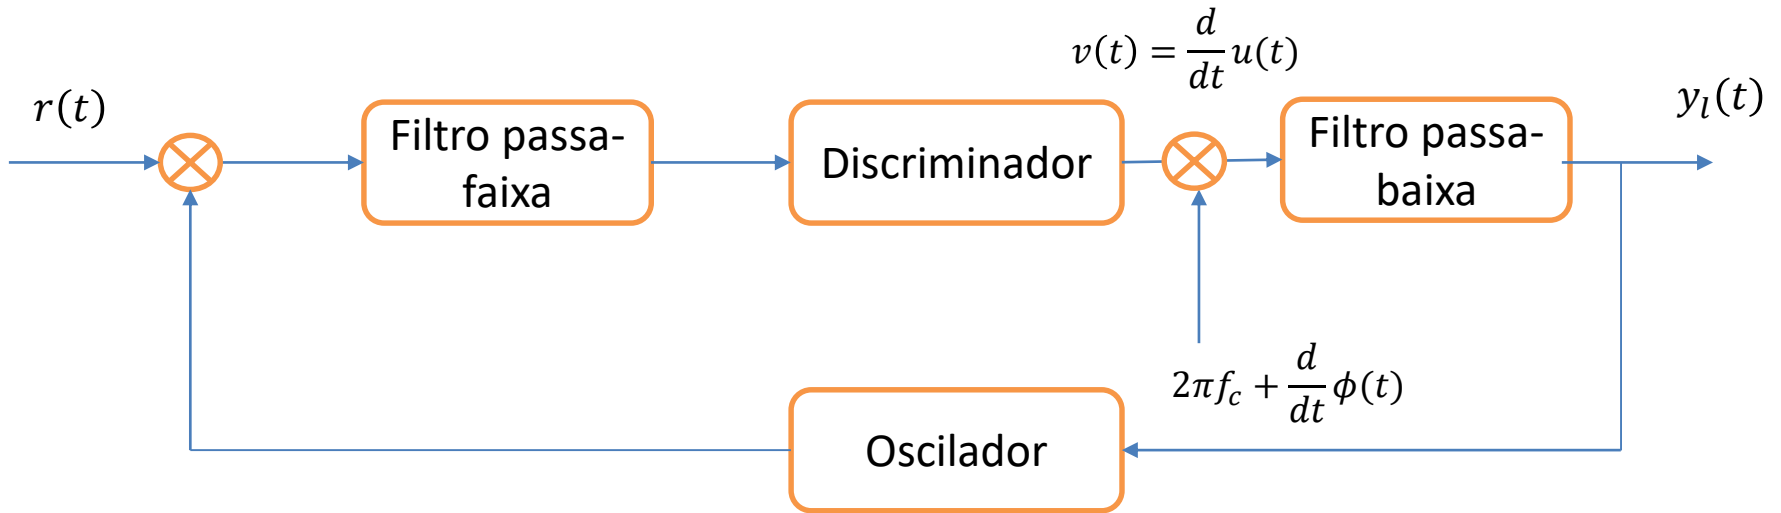 v(t) = d/dt u(t)
r(t)
Filtro passa-
faixa
Discriminador
Filtro passa-
baixa
y_l(t)
2πf_c + d/dt ϕ(t)
Oscilador